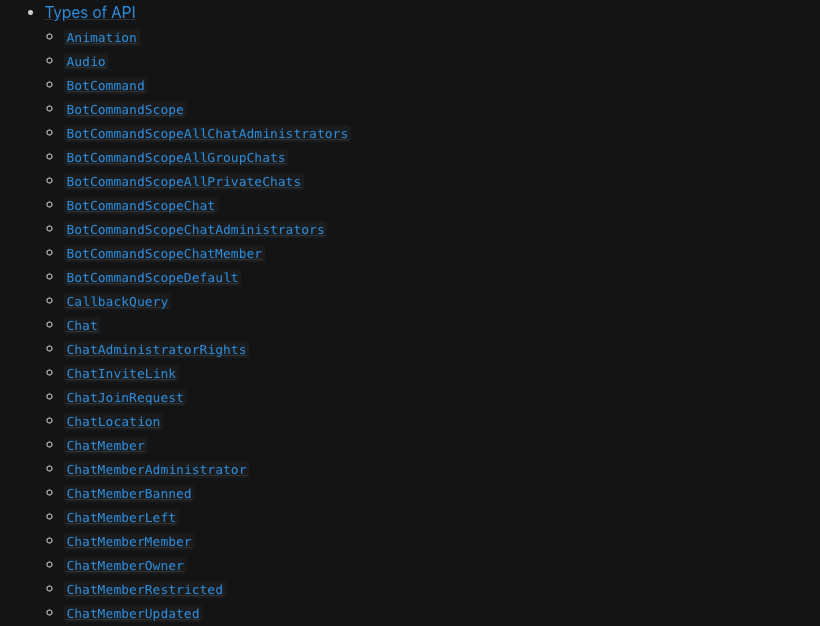 Types of API
Animation
Audio
BotCommand
BotCommandScope
BotCommandScopeAllChatAdministrators
BotCommandScopeAllGroupChats
BotCommandScopeAllPrivateChats
BotCommandScopeChat
BotCommandScopeChatAdministrators
BotCommandScopeChatMember
BotCommandScopeDefault
CallbackQuery
Chat
ChatAdministratorRights
ChatInviteLink
ChatJoinRequest
ChatLocation
ChatMember
ChatMemberAdministrator
ChatMemberBanned
ChatMemberLeft
ChatMemberMember
ChatMemberOwner
ChatMemberRestricted
ChatMemberUpdated